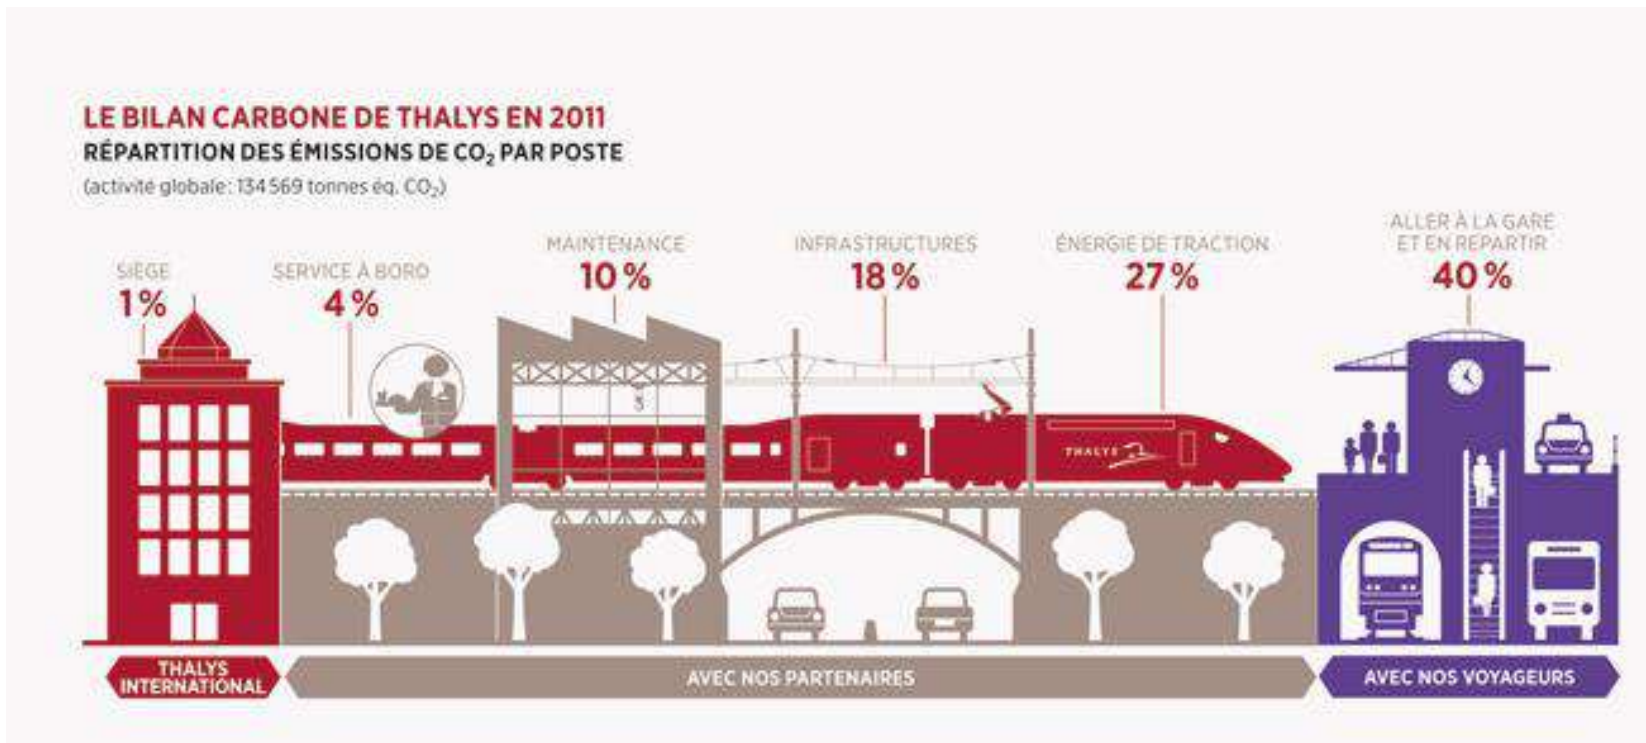 LE BILAN CARBONE DE THALYS EN 2011
RÉPARTITION DES ÉMISSIONS DE CO₂ PAR POSTE
(activité globale: 134 569 tonnes éq. CO₂)
SIÈGE
1 %
SERVICE À BORD
4 %
MAINTENANCE
10 %
INFRASTRUCTURES
18 %
ÉNERGIE DE TRACTION
27 %
ALLER À LA GARE
ET EN REPARTIR
40 %
THALYS
THALYS
INTERNATIONAL
AVEC NOS PARTENAIRES
AVEC NOS VOYAGEURS